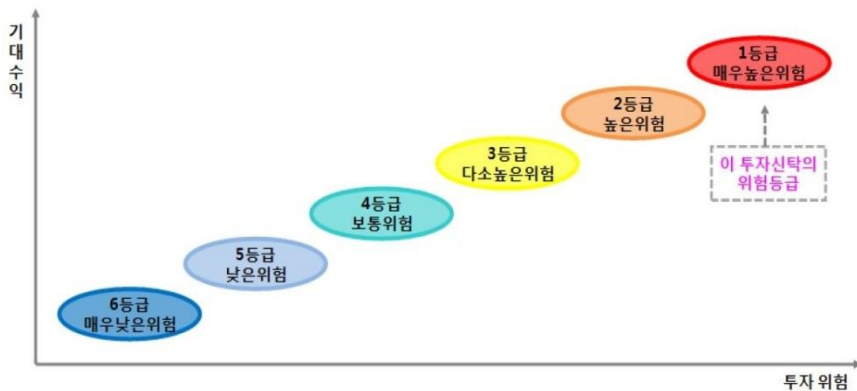 기대수익
1등급
매우높은위험
2등급
높은위험
이 투자신탁의
위험등급
3등급
다소높은위험
4등급
보통위험
5등급
낮은위험
6등급
매우낮은위험
투자 위험